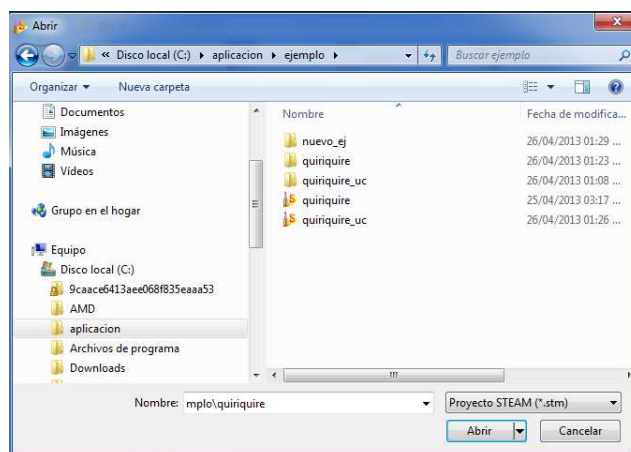 Abrir
« Disco local (C:) ▸ aplicacion ▸ ejemplo ▸
Buscar ejemplo
Organizar ▾ Nueva carpeta
Documentos
Imágenes
Música
Vídeos
Grupo en el hogar
Equipo
Disco local (C:)
9caace6413aee068f835eaaa53
AMD
aplicacion
Archivos de programa
Downloads
Nombre Fecha de modifica...
nuevo_ej 26/04/2013 01:29 ...
quiriquire 26/04/2013 01:23 ...
quiriquire_uc 26/04/2013 01:08 ...
quiriquire 25/04/2013 03:17 ...
quiriquire_uc 26/04/2013 01:26 ...
Nombre: mplo\quiriquire
Proyecto STEAM (*.stm)
Abrir Cancelar